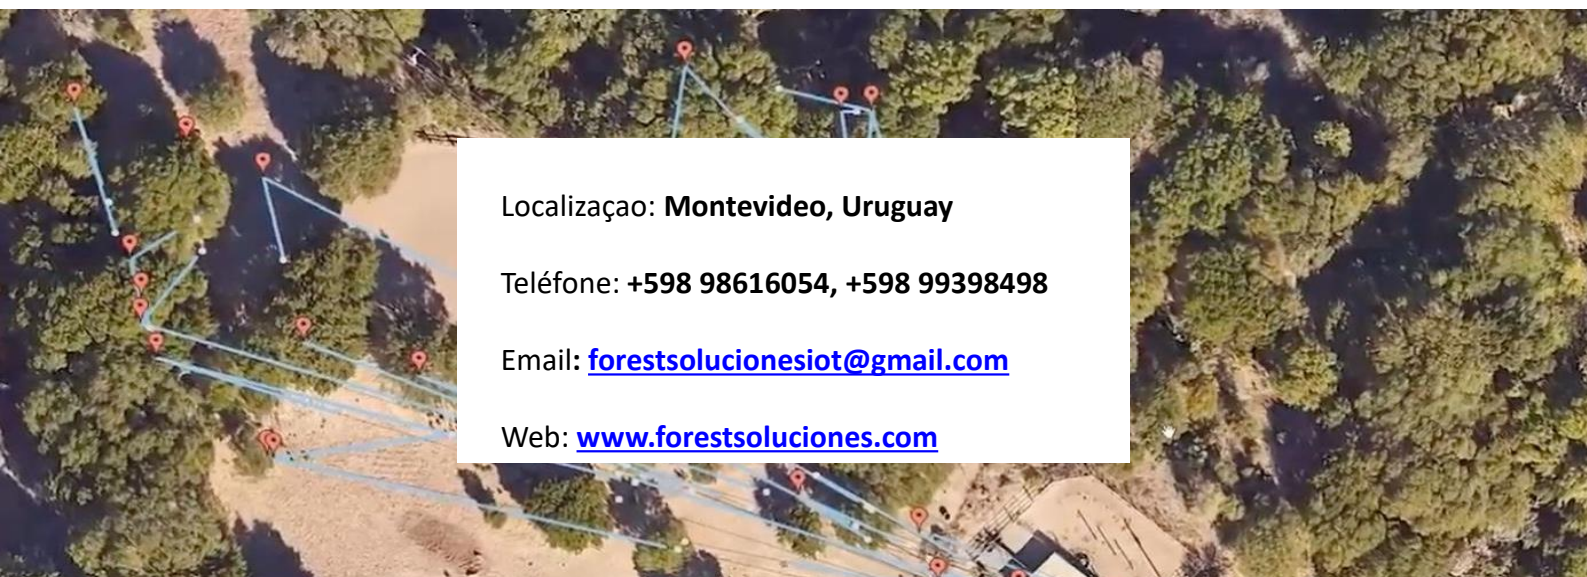 Localizaçao: Montevideo, Uruguay
Teléfone: +598 98616054, +598 99398498
Email: forestsolucionesiot@gmail.com
Web: www.forestsoluciones.com